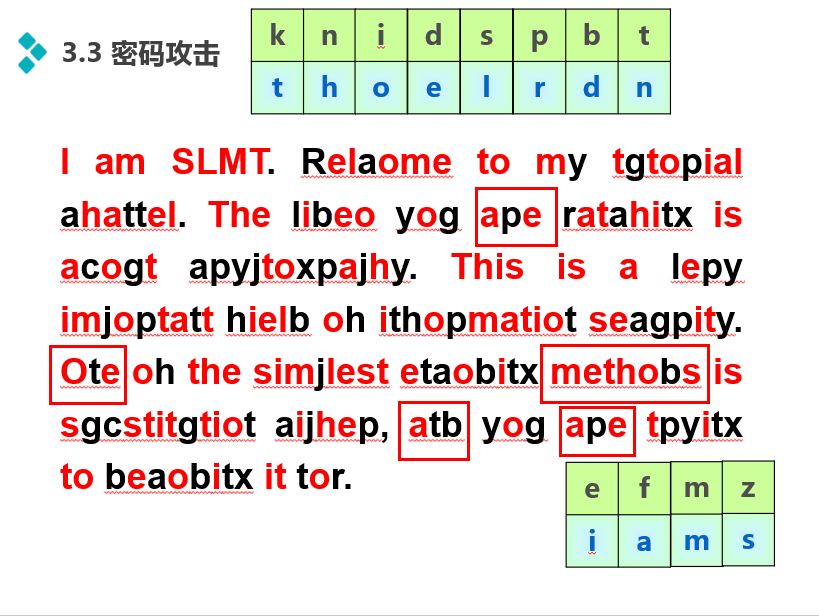 3.3 密码攻击
k n i d s p b t
t h o e l r d n
I am SLMT. Relaome to my tgtopial
ahattel. The libeo yog ape ratahitx is
acogt apyjtoxpajhy. This is a lepy
imjoptatt hielb oh ithopmatiot seagpity.
Ote oh the simjlest etaobitx methobs is
sgcstitgtiot aijhep, atb yog ape tpyitx
to beaobitx it tor.
e f m z
i a m s